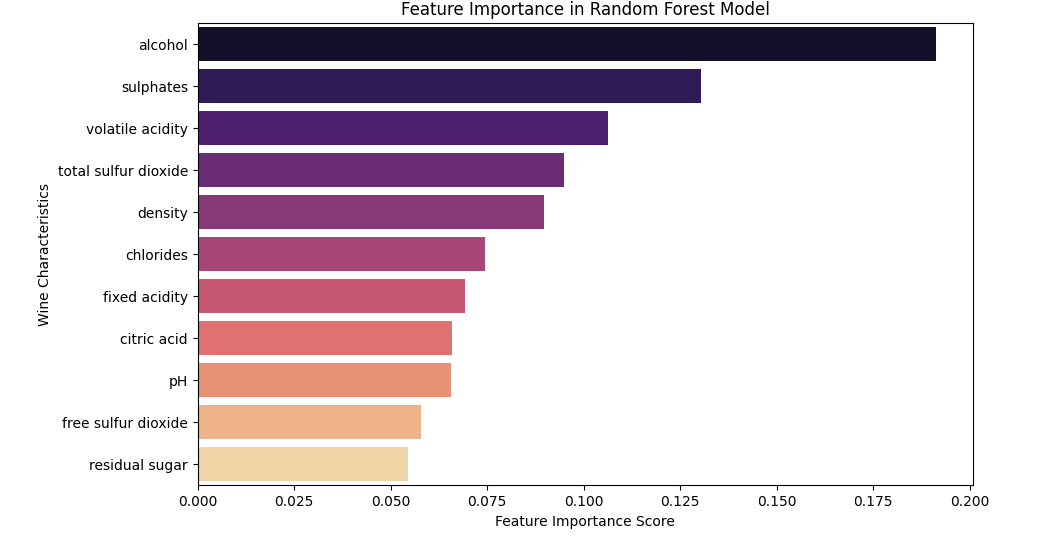 Feature Importance in Random Forest Model
Wine Characteristics
alcohol
sulphates
volatile acidity
total sulfur dioxide
density
chlorides
fixed acidity
citric acid
pH
free sulfur dioxide
residual sugar
0.000 0.025 0.050 0.075 0.100 0.125 0.150 0.175 0.200
Feature Importance Score